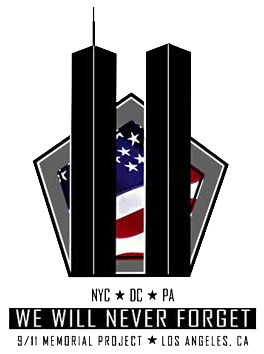 NYC ★ DC ★ PA
WE WILL NEVER FORGET
9/11 MEMORIAL PROJECT ★ LOS ANGELES, CA